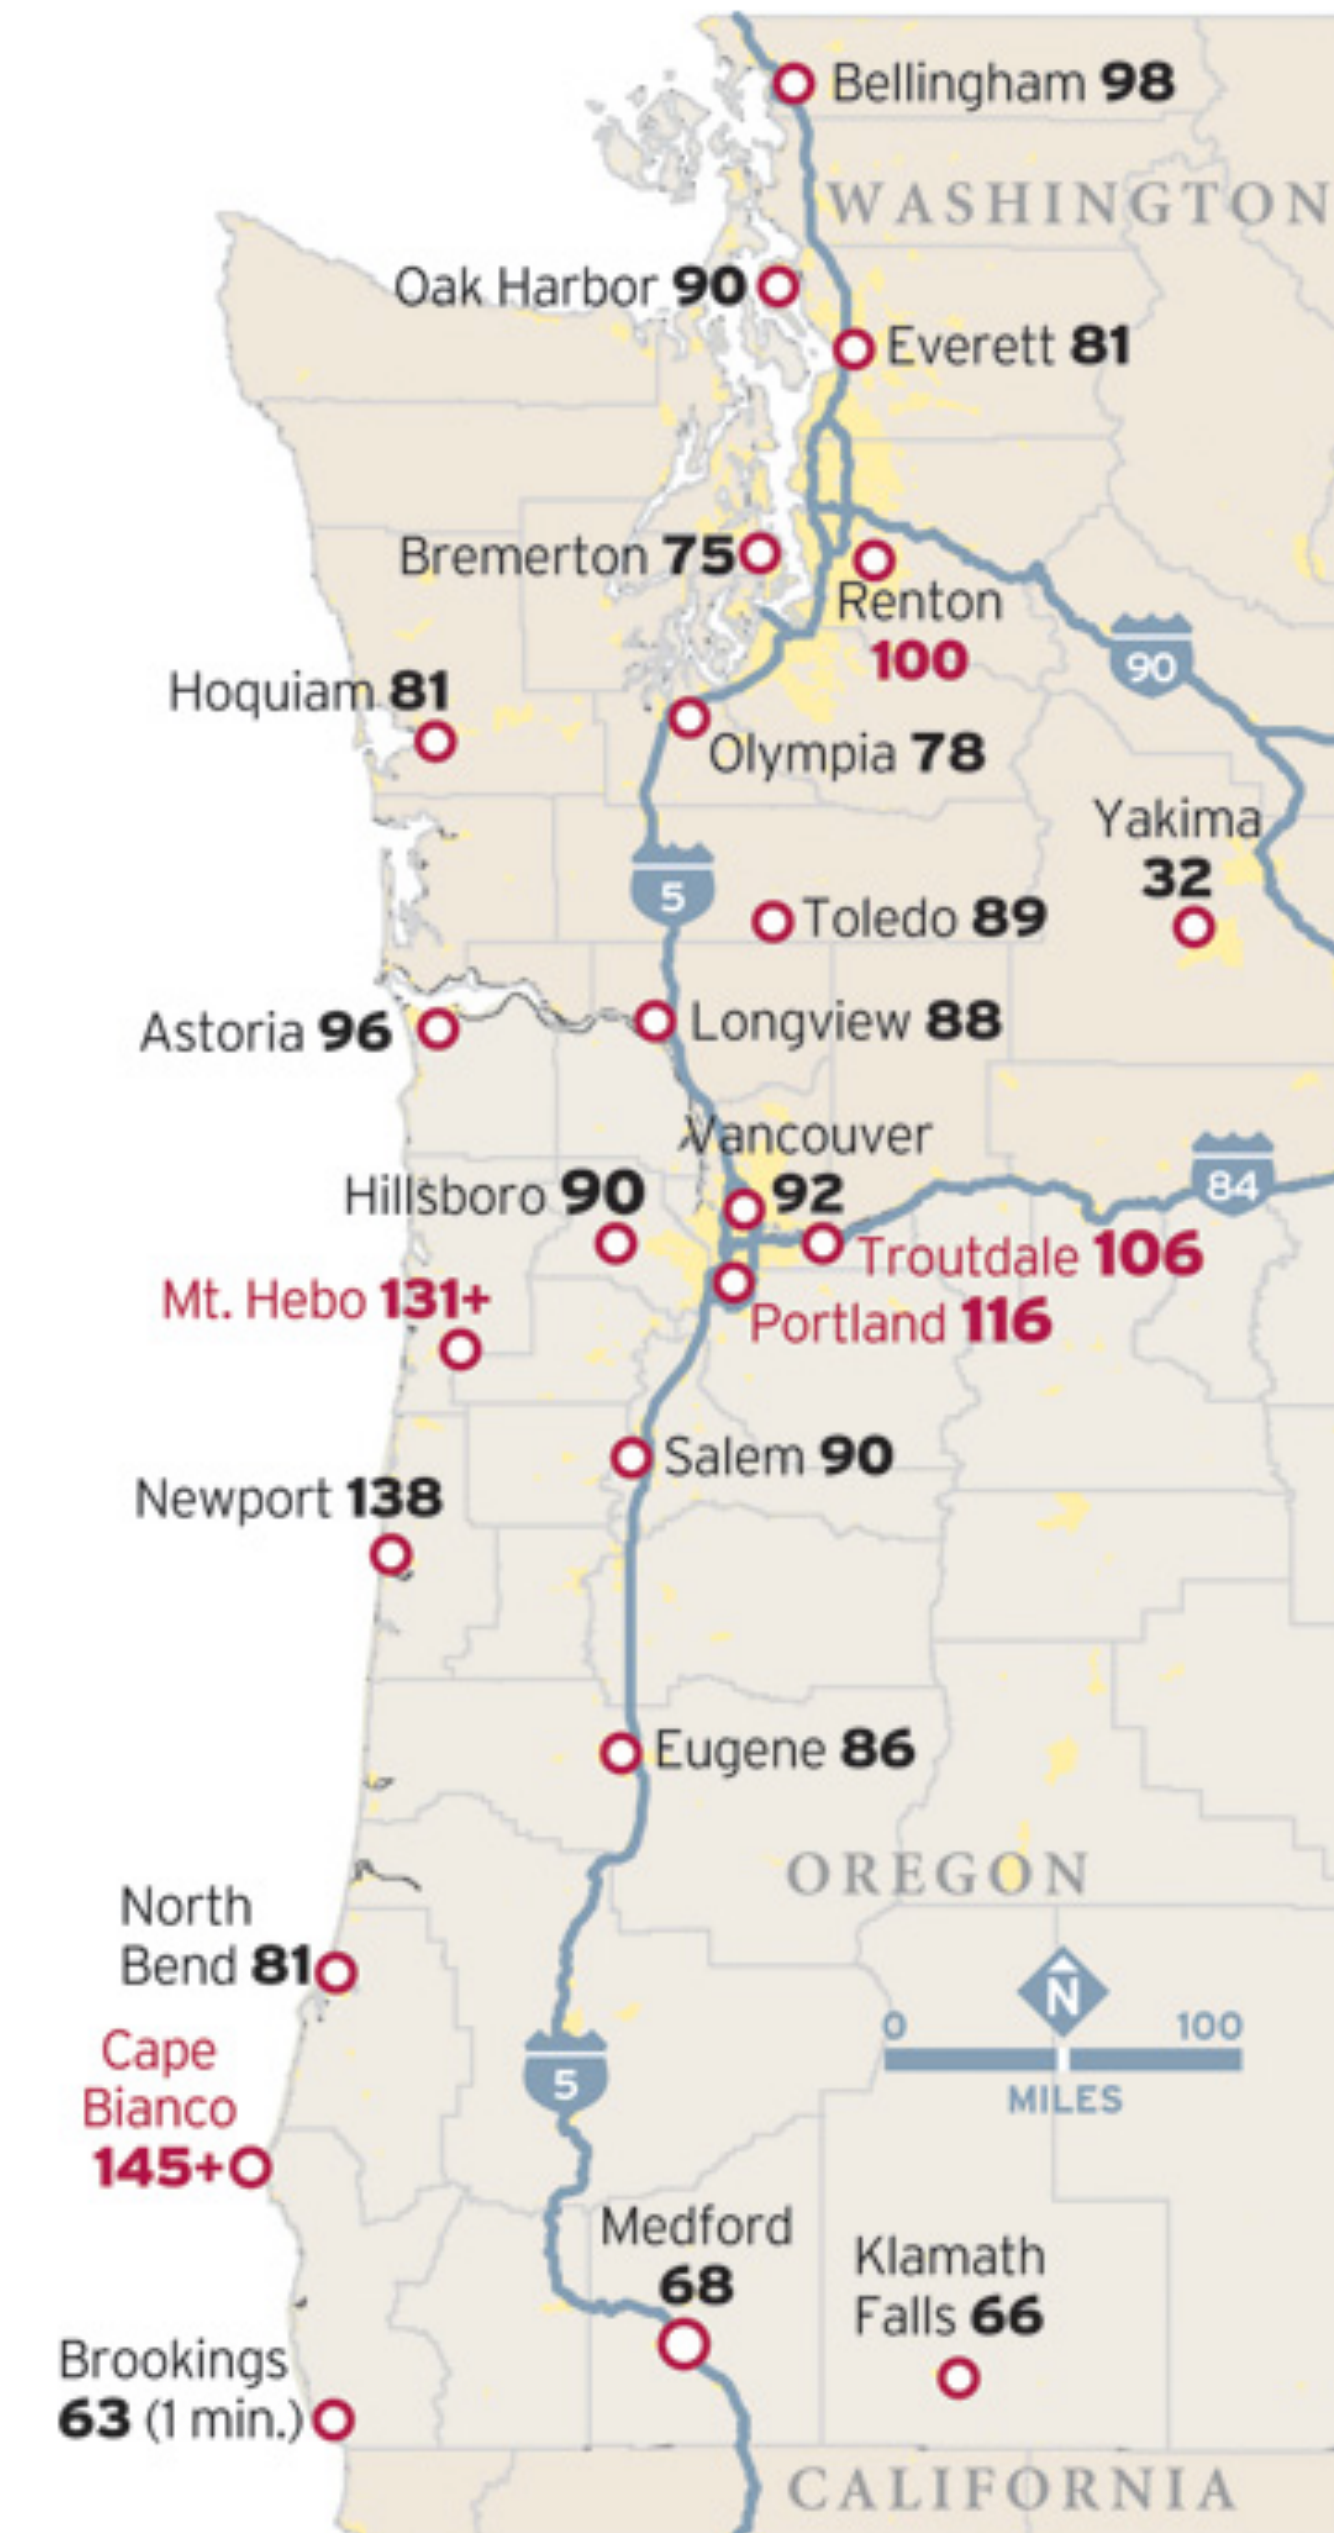 Bellingham 98
WASHINGTON
Oak Harbor 90
Everett 81
Bremerton 75
Renton
100
90
Hoquiam 81
Olympia 78
Yakima
32
5
Toledo 89
Astoria 96
Longview 88
Vancouver
92
84
Hillsboro 90
Troutdale 106
Mt. Hebo 131+
Portland 116
Salem 90
Newport 138
Eugene 86
OREGON
North
Bend 81
N
0 100
MILES
Cape
Bianco
145+
5
Medford
68
Klamath
Falls 66
Brookings
63 (1 min.)
CALIFORNIA